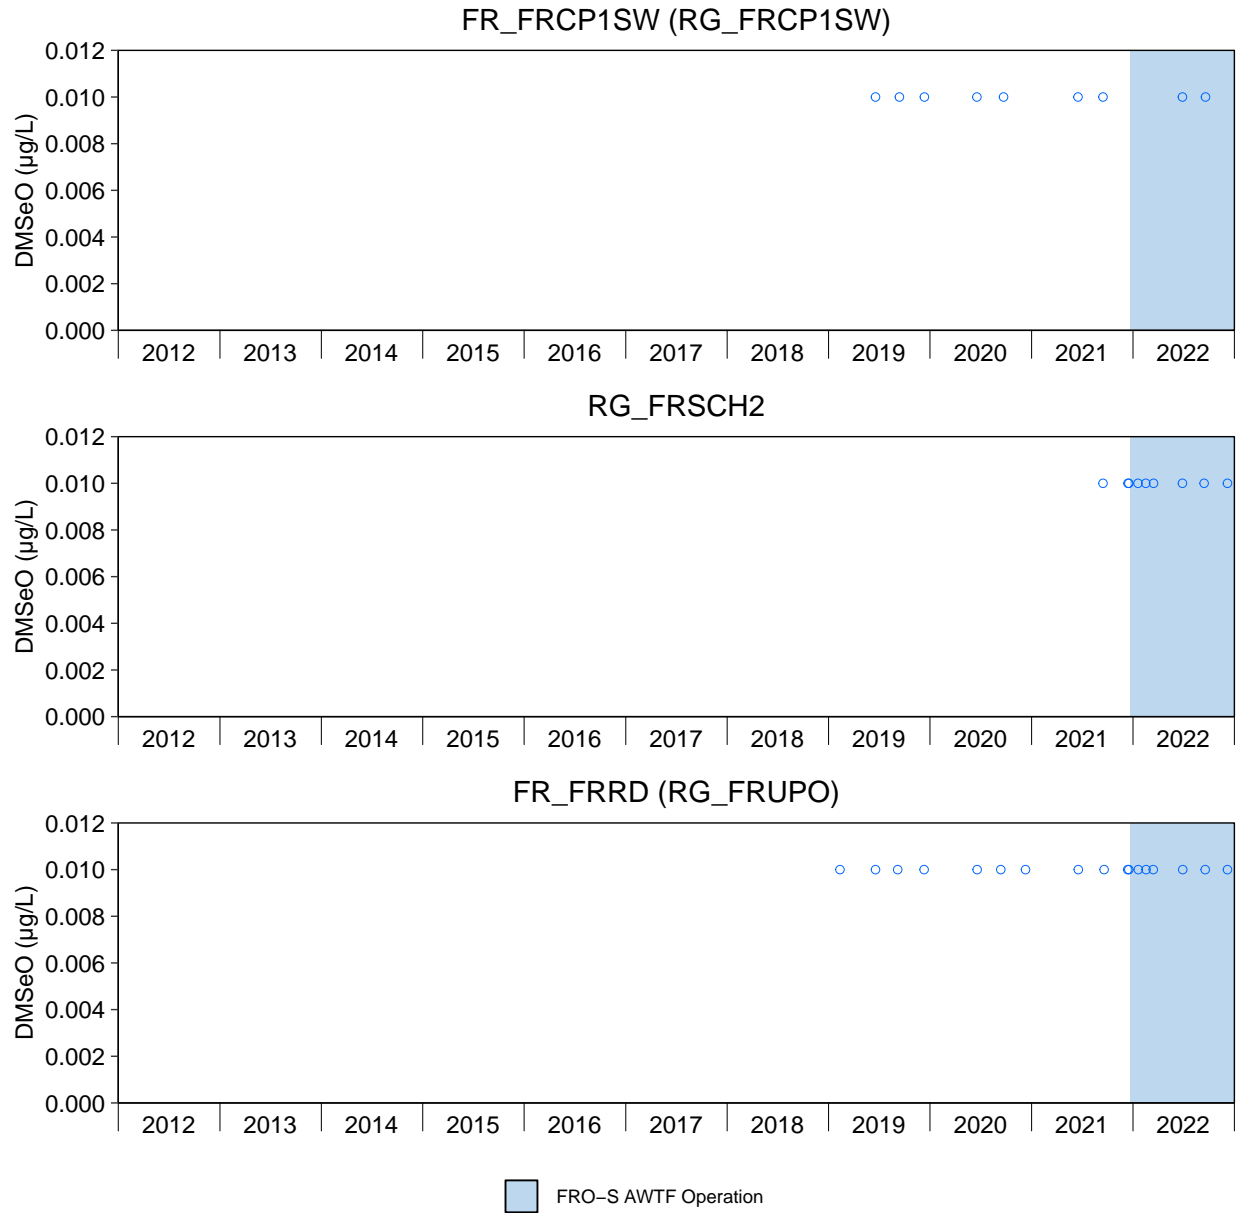 FR_FRCP1SW (RG_FRCP1SW)
DMSeO (µg/L)
0.012
0.010
0.008
0.006
0.004
0.002
0.000
2012 2013 2014 2015 2016 2017 2018 2019 2020 2021 2022
RG_FRSCH2
DMSeO (µg/L)
0.012
0.010
0.008
0.006
0.004
0.002
0.000
2012 2013 2014 2015 2016 2017 2018 2019 2020 2021 2022
FR_FRRD (RG_FRUPO)
DMSeO (µg/L)
0.012
0.010
0.008
0.006
0.004
0.002
0.000
2012 2013 2014 2015 2016 2017 2018 2019 2020 2021 2022
FRO−S AWTF Operation